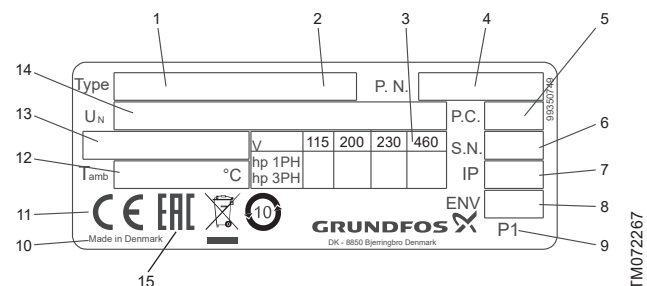 1 2 3 4 5
14 Type P. N. 99350749
13 UN P.C. 6
V 115 200 230 460 S.N.
12 Tamb °C hp 1PH IP 7
hp 3PH
11 CE EAC 10 ENV 8
GRUNDFOS
10 Made in Denmark DK - 8850 Bjerringbro Denmark P1 9
15
TM072267